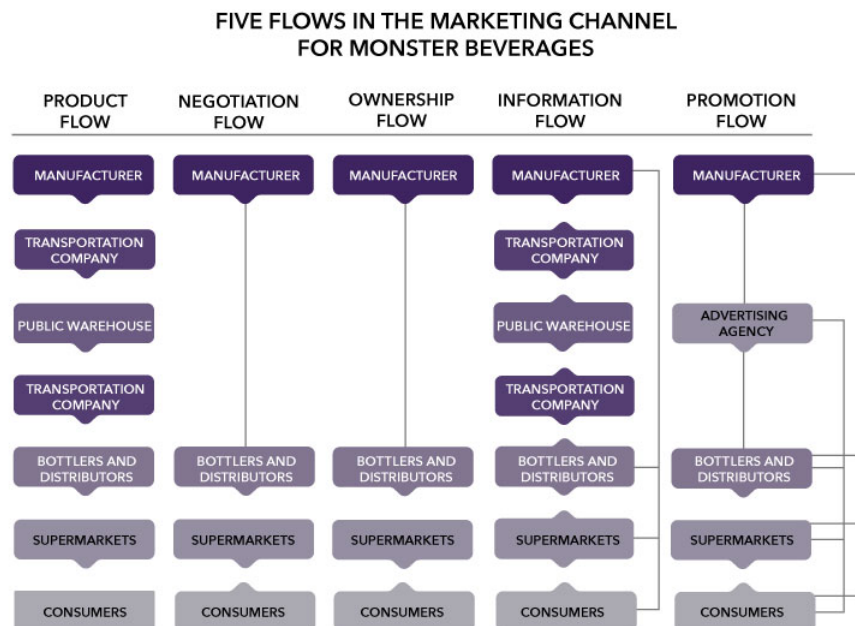 FIVE FLOWS IN THE MARKETING CHANNEL
FOR MONSTER BEVERAGES
PRODUCT
FLOW
NEGOTIATION
FLOW
OWNERSHIP
FLOW
INFORMATION
FLOW
PROMOTION
FLOW
MANUFACTURER
TRANSPORTATION
COMPANY
PUBLIC WAREHOUSE
TRANSPORTATION
COMPANY
BOTTLERS AND
DISTRIBUTORS
SUPERMARKETS
CONSUMERS
MANUFACTURER
BOTTLERS AND
DISTRIBUTORS
SUPERMARKETS
CONSUMERS
MANUFACTURER
BOTTLERS AND
DISTRIBUTORS
SUPERMARKETS
CONSUMERS
MANUFACTURER
TRANSPORTATION
COMPANY
PUBLIC WAREHOUSE
TRANSPORTATION
COMPANY
BOTTLERS AND
DISTRIBUTORS
SUPERMARKETS
CONSUMERS
MANUFACTURER
ADVERTISING
AGENCY
BOTTLERS AND
DISTRIBUTORS
SUPERMARKETS
CONSUMERS